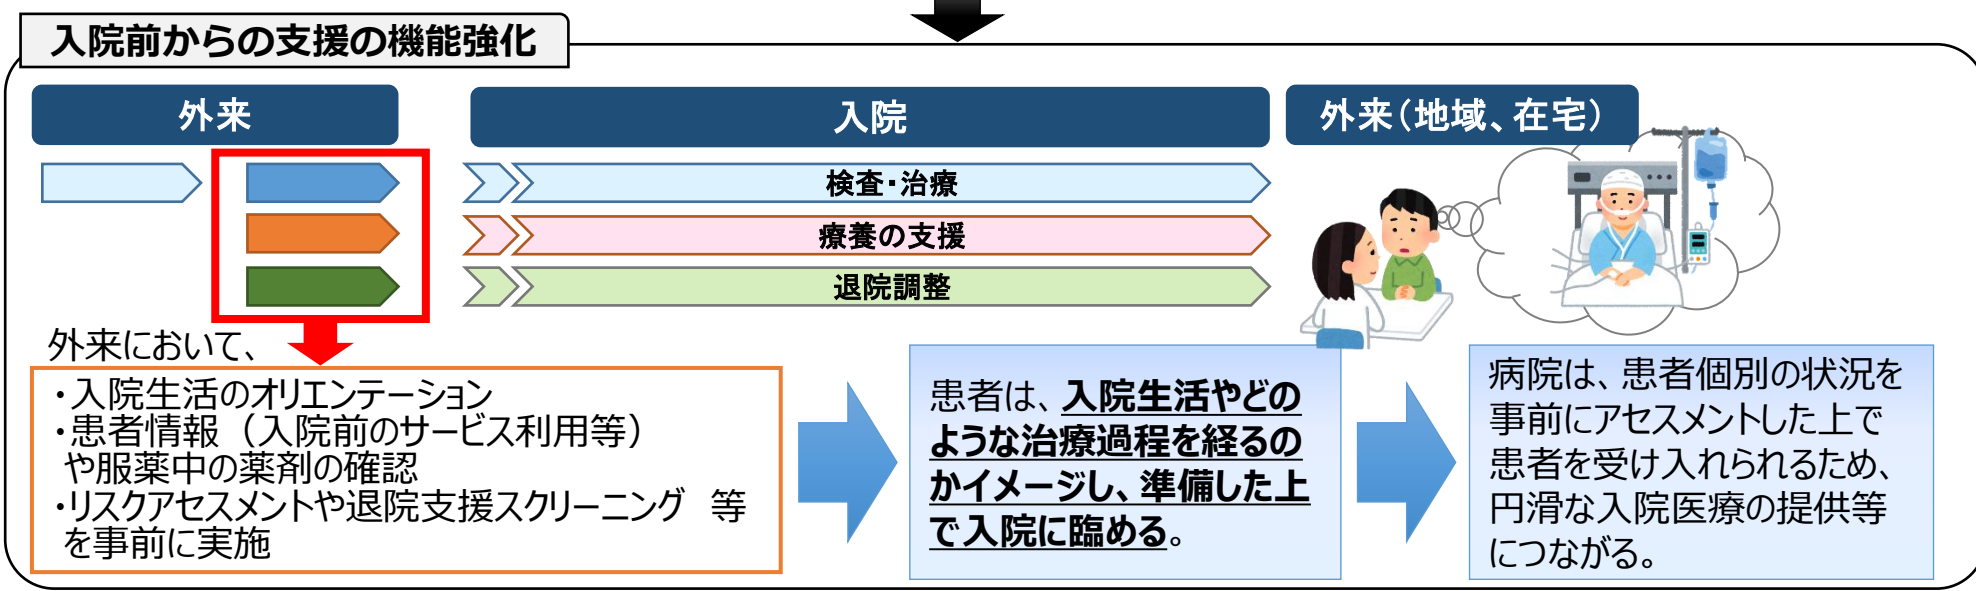 入院前からの支援の機能強化
外来
入院
外来(地域、在宅)
検査・治療
療養の支援
退院調整
外来において、
・入院生活のオリエンテーション
・患者情報（入院前のサービス利用等）
や服薬中の薬剤の確認
・リスクアセスメントや退院支援スクリーニング 等
を事前に実施
患者は、入院生活やどの
ような治療過程を経るの
かイメージし、準備した上
で入院に臨める。
病院は、患者個別の状況を
事前にアセスメントした上で
患者を受け入れられるため、
円滑な入院医療の提供等
につながる。